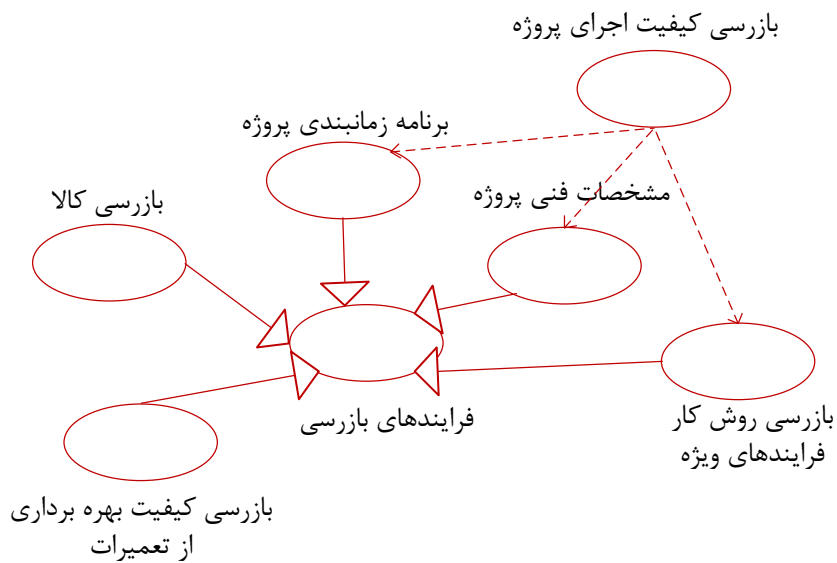 بازرسی کیفیت اجرای پروژه
برنامه زمانبندی پروژه
مشخصات فنی پروژه
بازرسی کالا
فرایندهای بازرسی
بازرسی روش کار
فرایندهای ویژه
بازرسی کیفیت بهره برداری
از تعمیرات